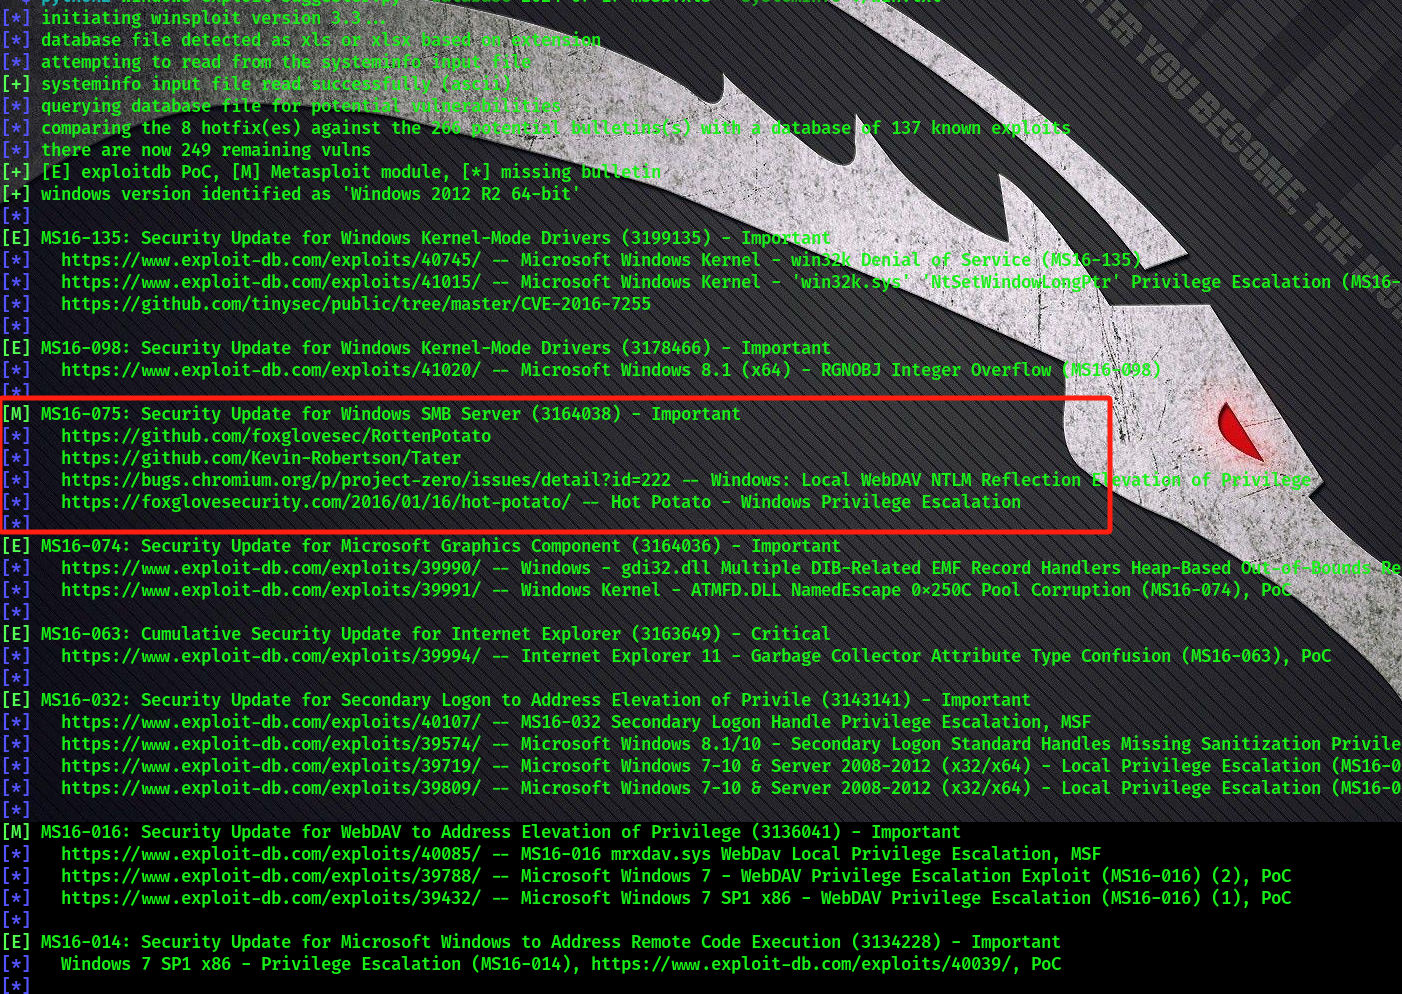 [*] initiating winsploit version 3.3...
[*] database file detected as xls or xlsx based on extension
[*] attempting to read from the systeminfo input file
[+] systeminfo input file read successfully (ascii)
[*] querying database file for potential vulnerabilities
[*] comparing the 8 hotfix(es) against the 266 potential bulletins(s) with a database of 137 known exploits
[*] there are now 249 remaining vulns
[+] [E] exploitdb PoC, [M] Metasploit module, [*] missing bulletin
[+] windows version identified as 'Windows 2012 R2 64-bit'
[*]
[E] MS16-135: Security Update for Windows Kernel-Mode Drivers (3199135) - Important
[*]   https://www.exploit-db.com/exploits/40745/ -- Microsoft Windows Kernel - win32k Denial of Service (MS16-135)
[*]   https://www.exploit-db.com/exploits/41015/ -- Microsoft Windows Kernel - 'win32k.sys' 'NtSetWindowLongPtr' Privilege Escalation (MS16-
[*]   https://github.com/tinysec/public/tree/master/CVE-2016-7255
[*]
[E] MS16-098: Security Update for Windows Kernel-Mode Drivers (3178466) - Important
[*]   https://www.exploit-db.com/exploits/41020/ -- Microsoft Windows 8.1 (x64) - RGNOBJ Integer Overflow (MS16-098)
[*]
[M] MS16-075: Security Update for Windows SMB Server (3164038) - Important
[*]   https://github.com/foxglovesec/RottenPotato
[*]   https://github.com/Kevin-Robertson/Tater
[*]   https://bugs.chromium.org/p/project-zero/issues/detail?id=222 -- Windows: Local WebDAV NTLM Reflection Elevation of Privilege
[*]   https://foxglovesecurity.com/2016/01/16/hot-potato/ -- Hot Potato - Windows Privilege Escalation
[*]
[E] MS16-074: Security Update for Microsoft Graphics Component (3164036) - Important
[*]   https://www.exploit-db.com/exploits/39990/ -- Windows - gdi32.dll Multiple DIB-Related EMF Record Handlers Heap-Based Out-of-Bounds Re
[*]   https://www.exploit-db.com/exploits/39991/ -- Windows Kernel - ATMFD.DLL NamedEscape 0×250C Pool Corruption (MS16-074), PoC
[*]
[E] MS16-063: Cumulative Security Update for Internet Explorer (3163649) - Critical
[*]   https://www.exploit-db.com/exploits/39994/ -- Internet Explorer 11 - Garbage Collector Attribute Type Confusion (MS16-063), PoC
[*]
[E] MS16-032: Security Update for Secondary Logon to Address Elevation of Privile (3143141) - Important
[*]   https://www.exploit-db.com/exploits/40107/ -- MS16-032 Secondary Logon Handle Privilege Escalation, MSF
[*]   https://www.exploit-db.com/exploits/39574/ -- Microsoft Windows 8.1/10 - Secondary Logon Standard Handles Missing Sanitization Privile
[*]   https://www.exploit-db.com/exploits/39719/ -- Microsoft Windows 7-10 & Server 2008-2012 (x32/x64) - Local Privilege Escalation (MS16-0
[*]   https://www.exploit-db.com/exploits/39809/ -- Microsoft Windows 7-10 & Server 2008-2012 (x32/x64) - Local Privilege Escalation (MS16-0
[*]
[M] MS16-016: Security Update for WebDAV to Address Elevation of Privilege (3136041) - Important
[*]   https://www.exploit-db.com/exploits/40085/ -- MS16-016 mrxdav.sys WebDav Local Privilege Escalation, MSF
[*]   https://www.exploit-db.com/exploits/39788/ -- Microsoft Windows 7 - WebDAV Privilege Escalation Exploit (MS16-016) (2), PoC
[*]   https://www.exploit-db.com/exploits/39432/ -- Microsoft Windows 7 SP1 x86 - WebDAV Privilege Escalation (MS16-016) (1), PoC
[*]
[E] MS16-014: Security Update for Microsoft Windows to Address Remote Code Execution (3134228) - Important
[*]   Windows 7 SP1 x86 - Privilege Escalation (MS16-014), https://www.exploit-db.com/exploits/40039/, PoC
[*]
YOU BECOME, THE